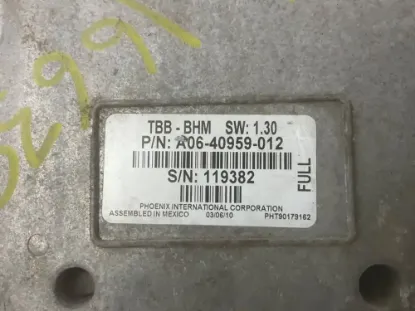 TBB - BHM SW: 1.30
P/N: A06-40959-012
S/N: 119382
FULL
PHOENIX INTERNATIONAL CORPORATION
ASSEMBLED IN MEXICO 03/06/10 PHT90179162